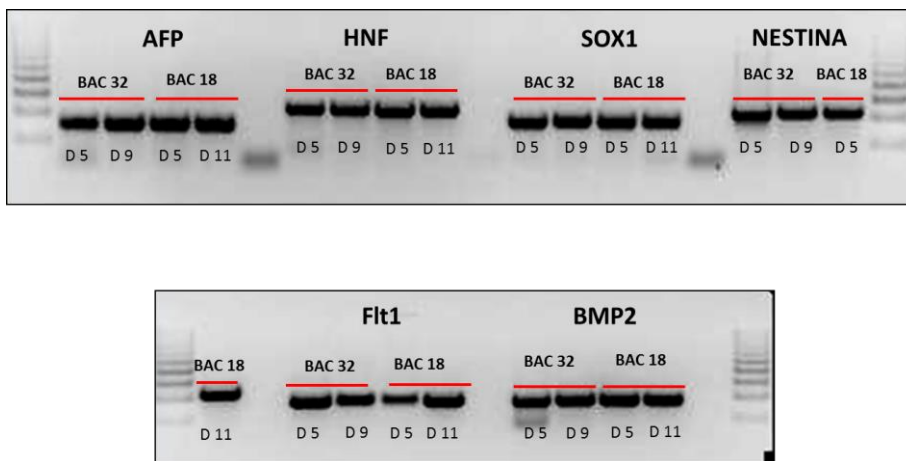 AFP HNF SOX1 NESTINA
BAC 32 BAC 18 BAC 32 BAC 18 BAC 32 BAC 18 BAC 32 BAC 18
D 5 D 9 D 5 D 11 D 5 D 9 D 5 D 11 D 5 D 9 D 5 D 11 D 5 D 9 D 5
Flt1 BMP2
BAC 18 BAC 32 BAC 18 BAC 32 BAC 18
D 11 D 5 D 9 D 5 D 11 D 5 D 9 D 5 D 11